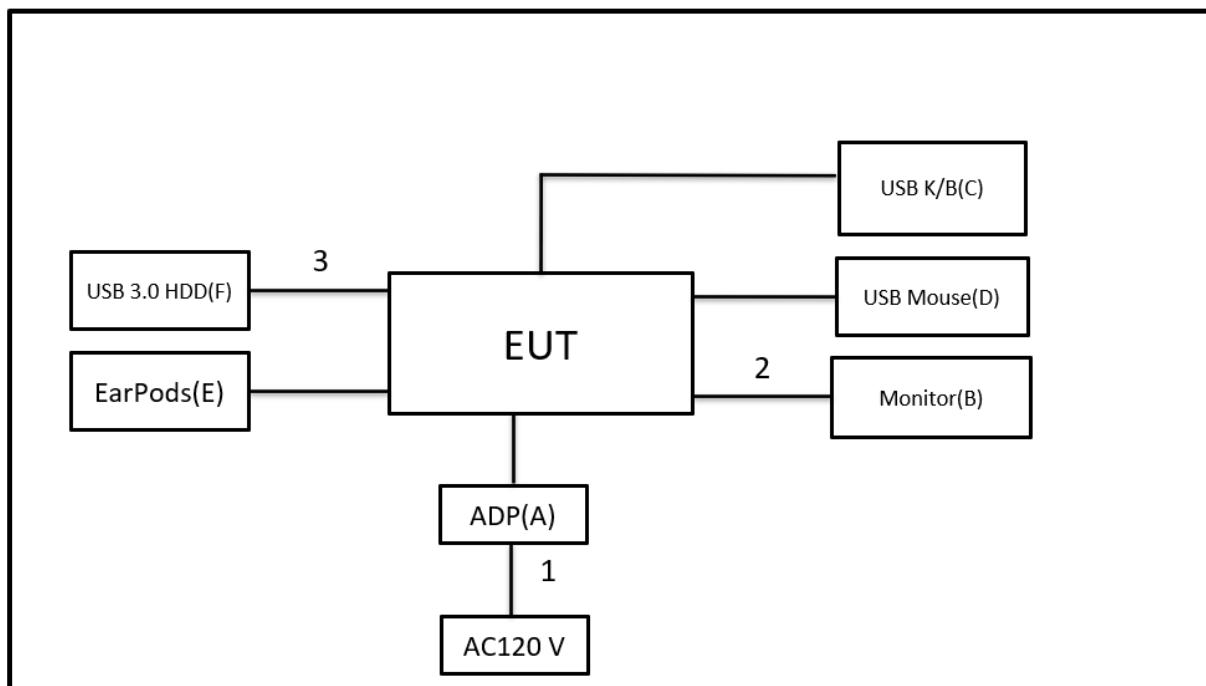 USB K/B(C)
3
USB 3.0 HDD(F)
USB Mouse(D)
EUT
EarPods(E)
2
Monitor(B)
ADP(A)
1
AC120 V